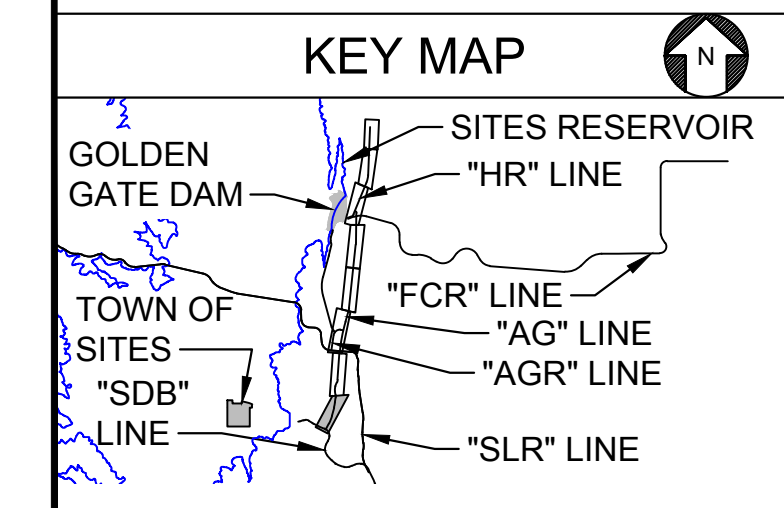 KEY MAP
N
SITES RESERVOIR
GOLDEN
GATE DAM
"HR" LINE
"FCR" LINE
TOWN OF
SITES
"AG" LINE
"AGR" LINE
"SDB"
LINE
"SLR" LINE